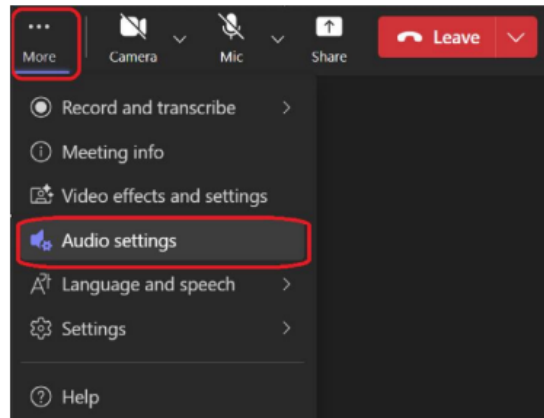 More
Camera
Mic
Share
Leave
Record and transcribe
Meeting info
Video effects and settings
Audio settings
Language and speech
Settings
Help